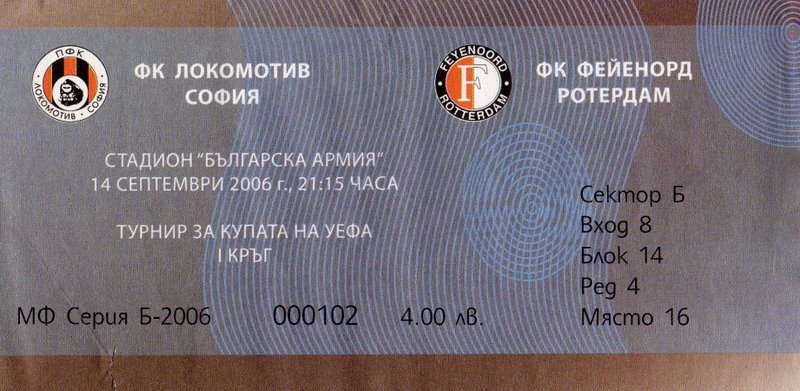 ПФК
ЛОКОМОТИВ · СОФИЯ
ФК ЛОКОМОТИВ
СОФИЯ
FEYENOORD
F
ROTTERDAM
ФК ФЕЙЕНОРД
РОТЕРДАМ
СТАДИОН “БЪЛГАРСКА АРМИЯ”
14 СЕПТЕМВРИ 2006 г., 21:15 ЧАСА
ТУРНИР ЗА КУПАТА НА УЕФА
I КРЪГ
Сектор Б
Вход 8
Блок 14
Ред 4
Място 16
МФ Серия Б-2006 000102 4.00 лв.